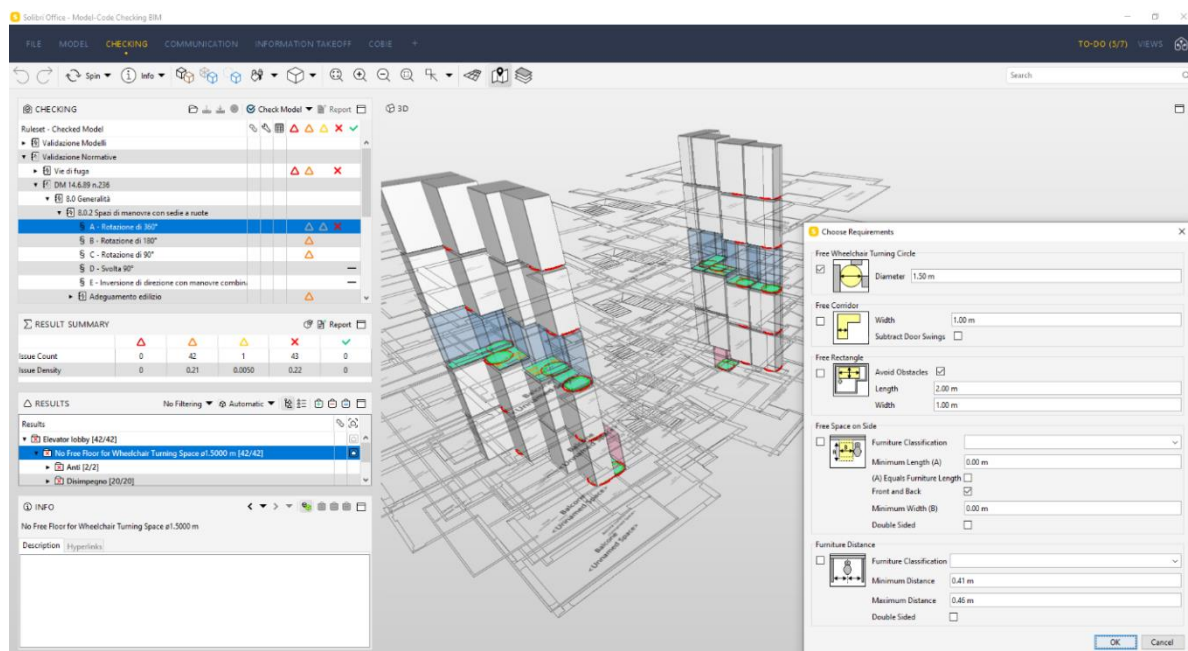 Solibri Office - Model-Code Checking BIM
FILE MODEL CHECKING COMMUNICATION INFORMATION TAKEOFF COBIE + TO-DO (5/7) VIEWS
Spin Info Search
CHECKING Check Model Report
3D
Ruleset - Checked Model
Validazione Modelli
Validazione Normative
Vie di fuga
DM 14.6.89 n.236
8.0 Generalità
8.0.2 Spazi di manovra con sedie a ruote
§ A - Rotazione di 360°
§ B - Rotazione di 180°
§ C - Rotazione di 90°
§ D - Svolta 90°
§ E - Inversione di direzione con manovre combin
Adeguamento edilizio
RESULT SUMMARY Report
Issue Count 0 42 1 43 0
Issue Density 0 0.21 0.0050 0.22 0
RESULTS No Filtering Automatic
Results
Elevator lobby [42/42]
No Free Floor for Wheelchair Turning Space ø1.5000 m [42/42]
Anti [2/2]
Disimpegno [20/20]
INFO
No Free Floor for Wheelchair Turning Space ø1.5000 m
Description Hyperlinks
Balcone
<Unnamed Space>
Balcone
<Unnamed Space>
Balcone
<Unnamed Space>
Choose Requirements
Free Wheelchair Turning Circle
Diameter 1.50 m
Free Corridor
Width 1.00 m
Subtract Door Swings
Free Rectangle
Avoid Obstacles
Length 2.00 m
Width 1.00 m
Free Space on Side
Furniture Classification
Minimum Length (A) 0.00 m
(A) Equals Furniture Length
Front and Back
Minimum Width (B) 0.00 m
Double Sided
Furniture Distance
Furniture Classification
Minimum Distance 0.41 m
Maximum Distance 0.46 m
Double Sided
OK Cancel